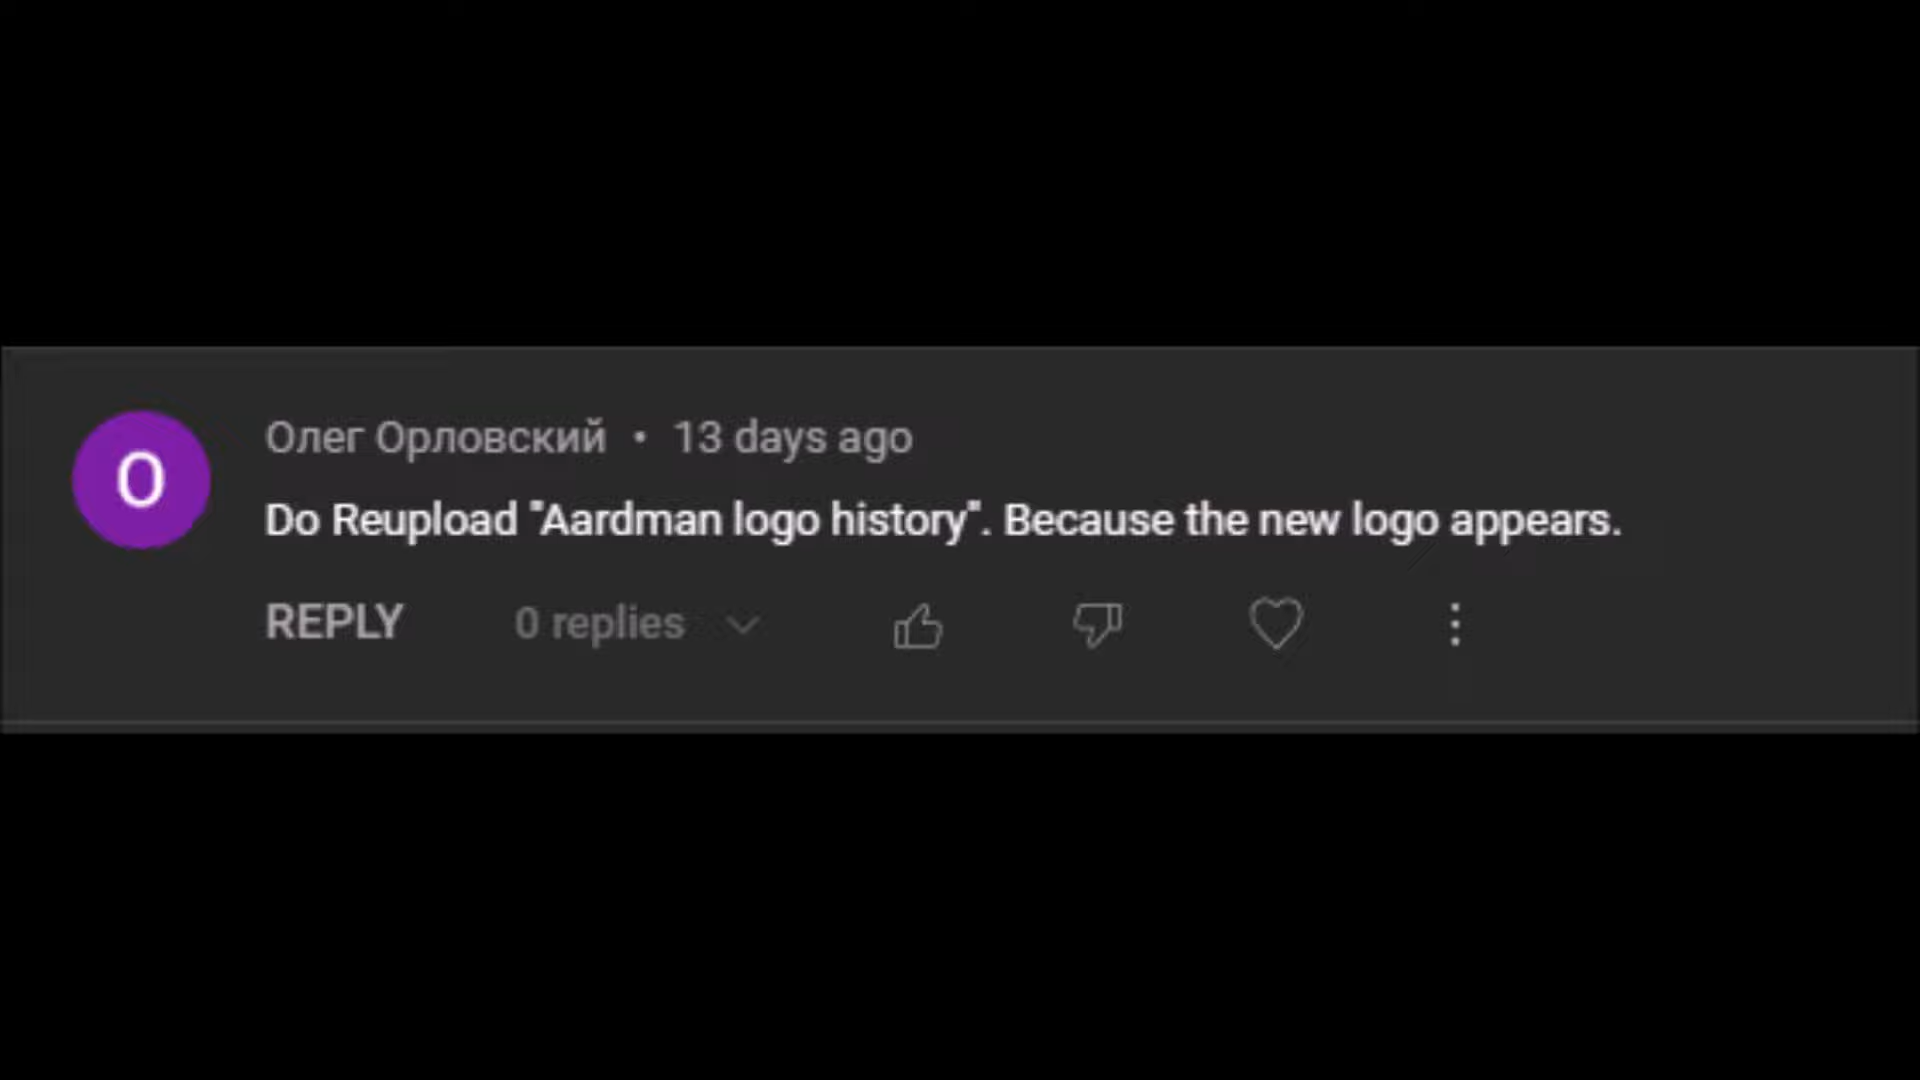 О
Олег Орловский • 13 days ago
Do Reupload "Aardman logo history". Because the new logo appears.
REPLY 0 replies